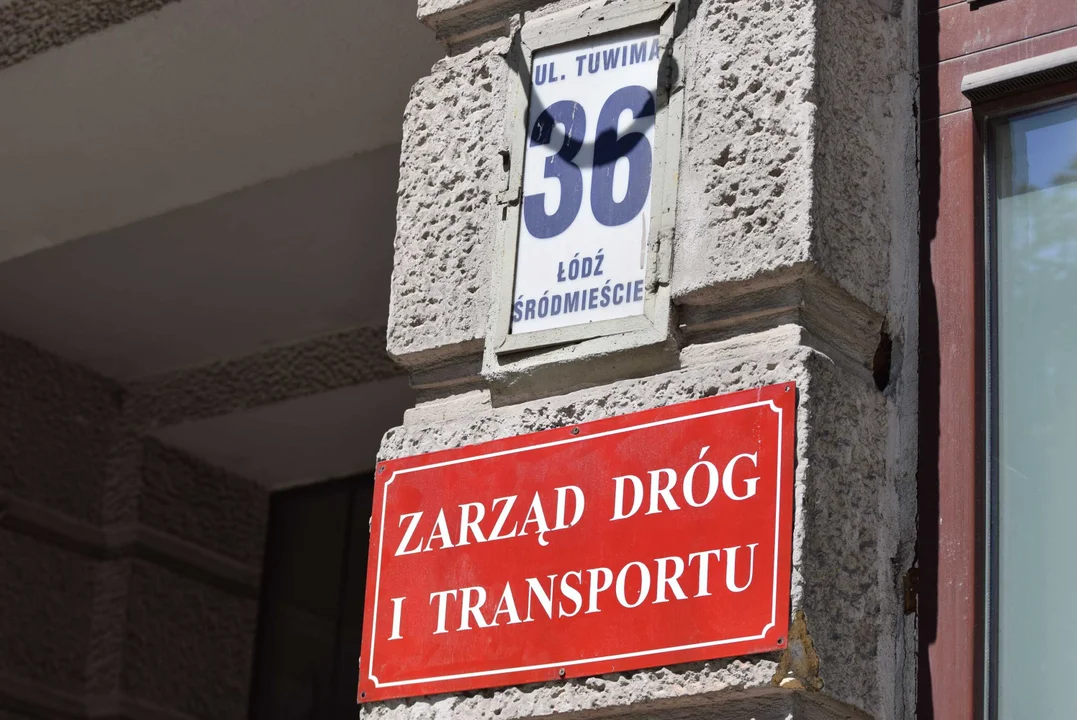 UL. TUWIMA
36
ŁÓDŹ
ŚRÓDMIEŚCIE
ZARZĄD DRÓG
I TRANSPORTU